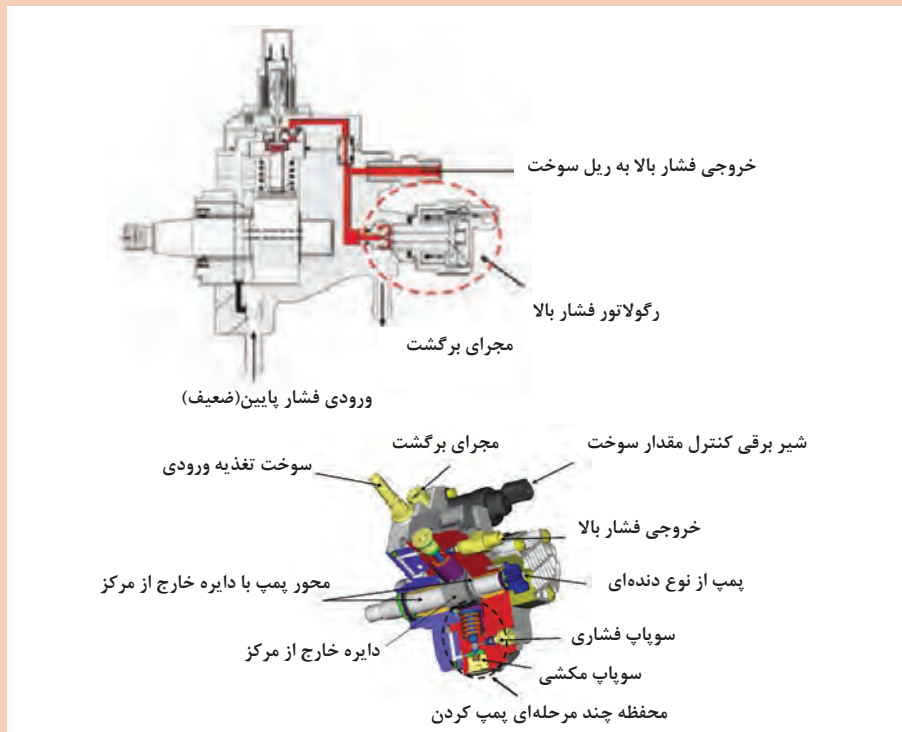 خروجی فشار بالا به ریل سوخت
رگولاتور فشار بالا
مجرای برگشت
ورودی فشار پایین(ضعیف)
شیر برقی کنترل مقدار سوخت
مجرای برگشت
سوخت تغذیه ورودی
خروجی فشار بالا
پمپ از نوع دنده‌ای
محور پمپ با دایره خارج از مرکز
سوپاپ فشاری
دایره خارج از مرکز
سوپاپ مکشی
محفظه چند مرحله‌ای پمپ کردن